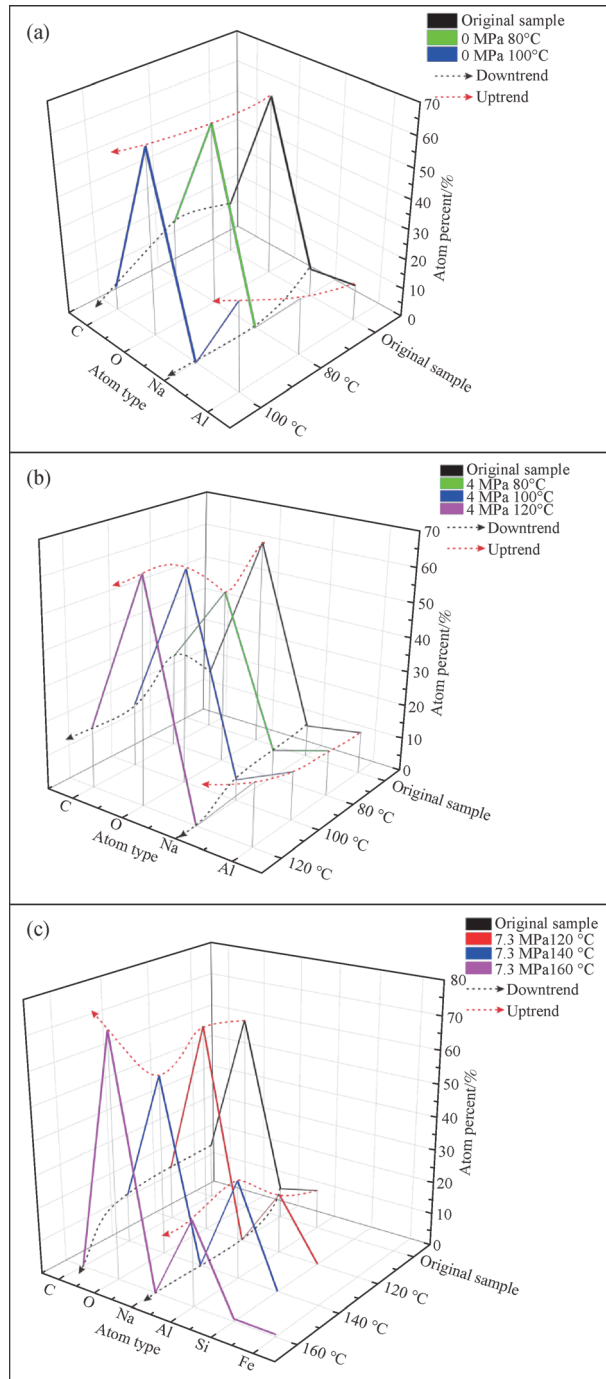 (a)
Original sample
0 MPa 80°C
0 MPa 100°C
Downtrend
Uptrend
70
60
50
40
30
20
10
0
Atom percent/%
C
O
Na
Al
Atom type
100 °C
80 °C
Original sample
(b)
Original sample
4 MPa 80°C
4 MPa 100°C
4 MPa 120°C
Downtrend
Uptrend
70
60
50
40
30
20
10
0
Atom percent/%
C
O
Na
Al
Atom type
120 °C
100 °C
80 °C
Original sample
(c)
Original sample
7.3 MPa120 °C
7.3 MPa140 °C
7.3 MPa160 °C
Downtrend
Uptrend
80
70
60
50
40
30
20
10
0
Atom percent/%
C
O
Na
Al
Si
Fe
Atom type
160 °C
140 °C
120 °C
Original sample